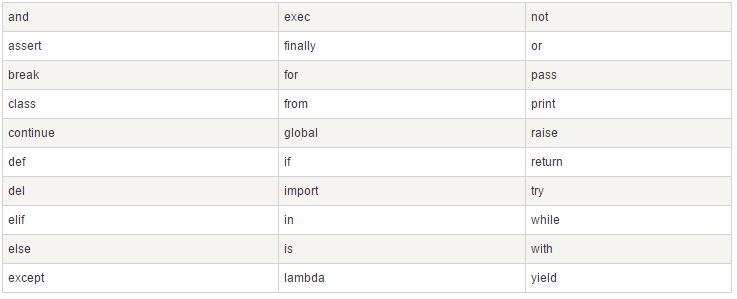 and exec not
assert finally or
break for pass
class from print
continue global raise
def if return
del import try
elif in while
else is with
except lambda yield